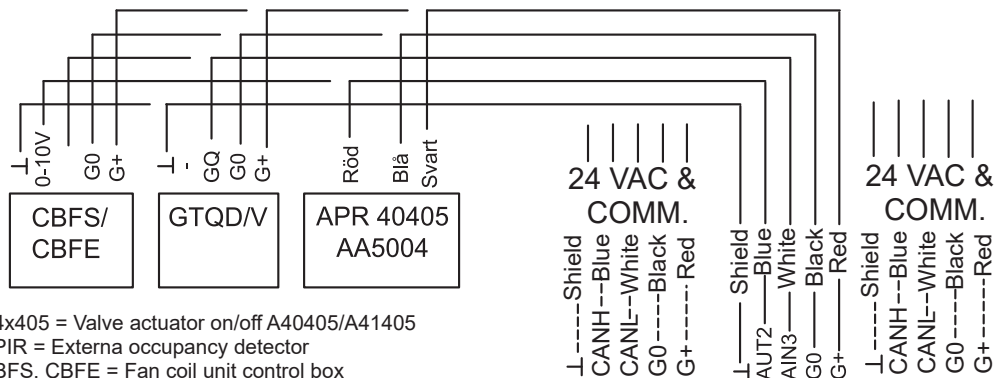 ⊥
0-10V
G0
G+
⊥
-
GQ
G0
G+
Röd
Blå
Svart
CBFS/
CBFE
GTQD/V
APR 40405
AA5004
24 VAC &
COMM.
24 VAC &
COMM.
⊥-----Shield
CANH---Blue
CANL--White
G0-----Black
G+----Red
⊥ Shield
AUT2 Blue
AIN3 White
G0 Black
G+ Red
⊥-----Shield
CANH---Blue
CANL--White
G0----Black
G+----Red
4x405 = Valve actuator on/off A40405/A41405
PIR = Externa occupancy detector
BFS, CBFE = Fan coil unit control box